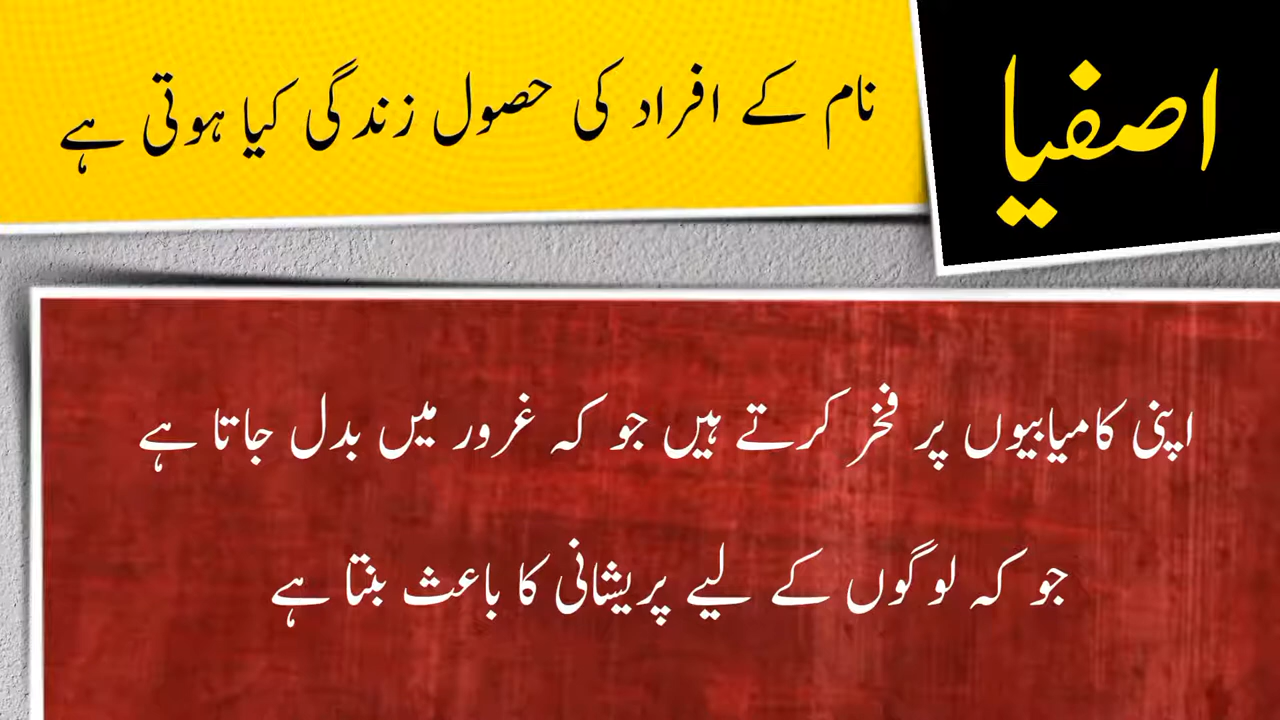 اصفیا
نام کے افراد کی حصول زندگی کیا ہوتی ہے
اپنی کامیابیوں پر فخر کرتے ہیں جو کہ غرور میں بدل جاتا ہے
جو کہ لوگوں کے لیے پریشانی کا باعث بنتا ہے